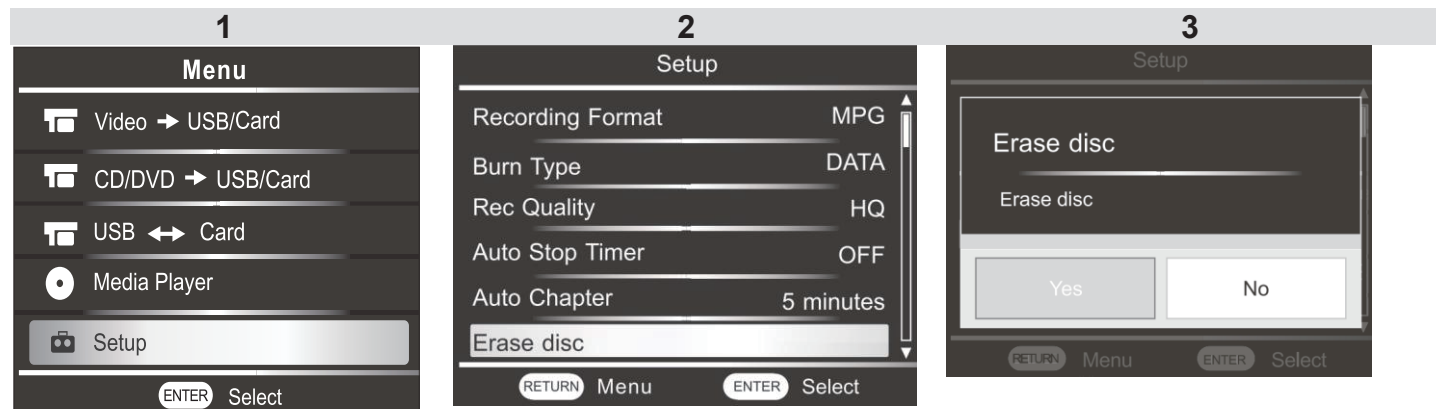 1
2
3
Menu
Video → USB/Card
CD/DVD → USB/Card
USB ↔ Card
Media Player
Setup
ENTER Select
Setup
Recording Format MPG
Burn Type DATA
Rec Quality HQ
Auto Stop Timer OFF
Auto Chapter 5 minutes
Erase disc
RETURN Menu ENTER Select
Setup
Erase disc
Erase disc
Yes No
RETURN Menu ENTER Select